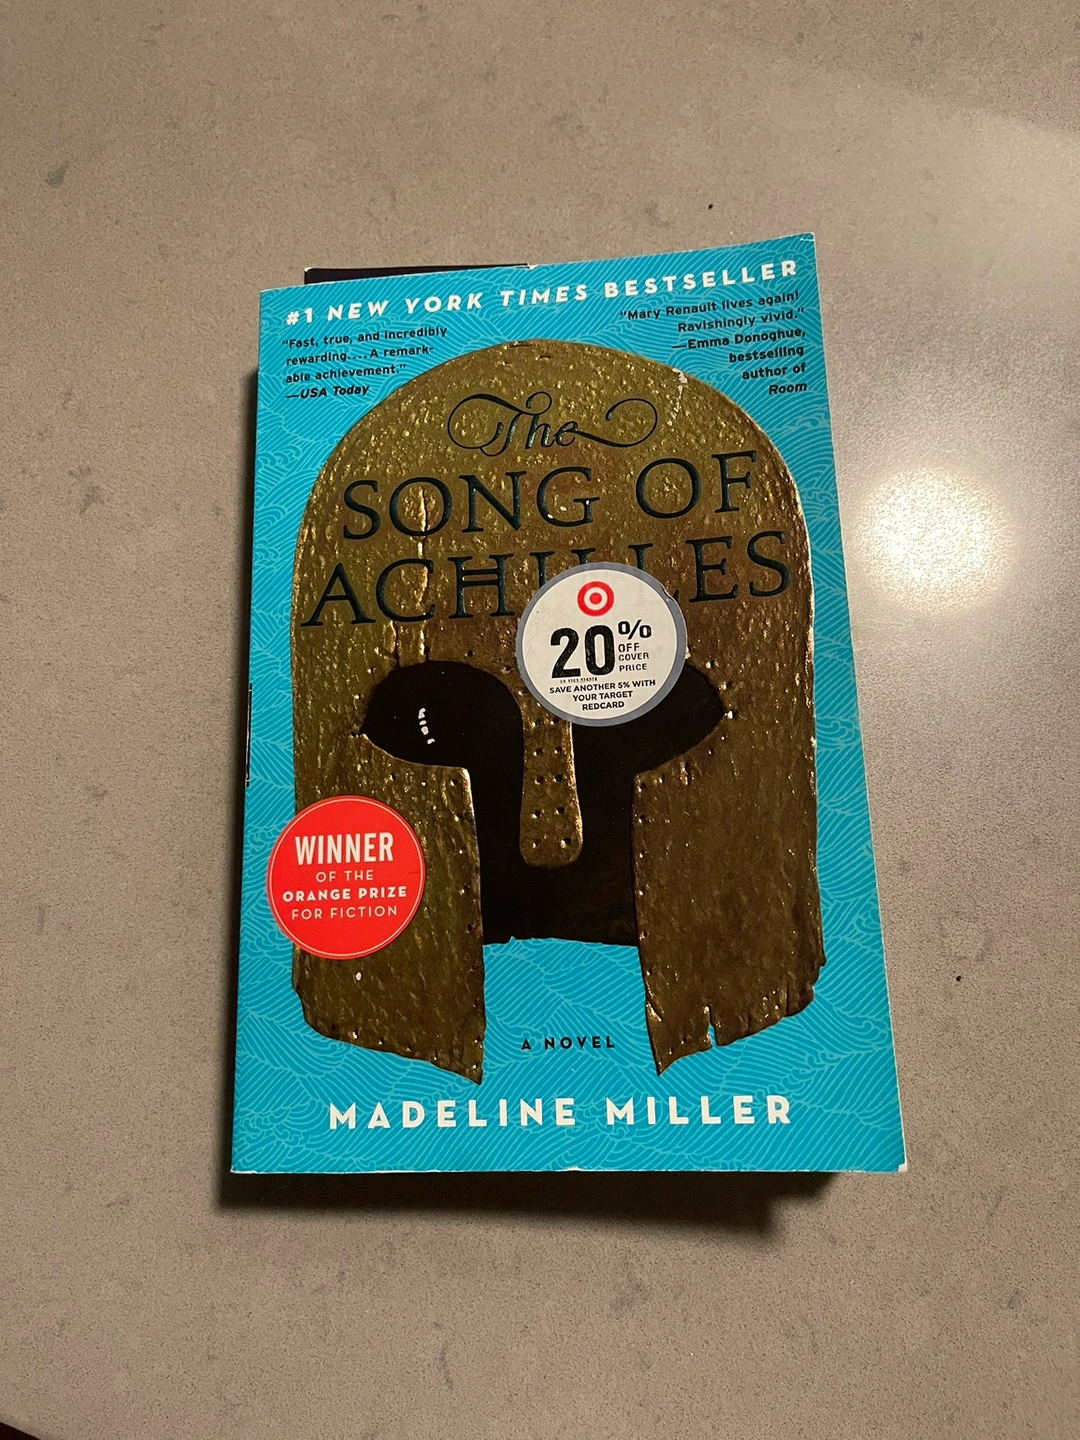 #1 NEW YORK TIMES BESTSELLER
"Fast, true, and incredibly
rewarding.... A remark-
able achievement."
—USA Today
"Mary Renault lives again!
Ravishingly vivid."
—Emma Donoghue,
bestselling
author of
Room
The
SONG OF
ACHILLES
20%
OFF
COVER
PRICE
SAVE ANOTHER 5% WITH
YOUR TARGET
REDCARD
WINNER
OF THE
ORANGE PRIZE
FOR FICTION
A NOVEL
MADELINE MILLER